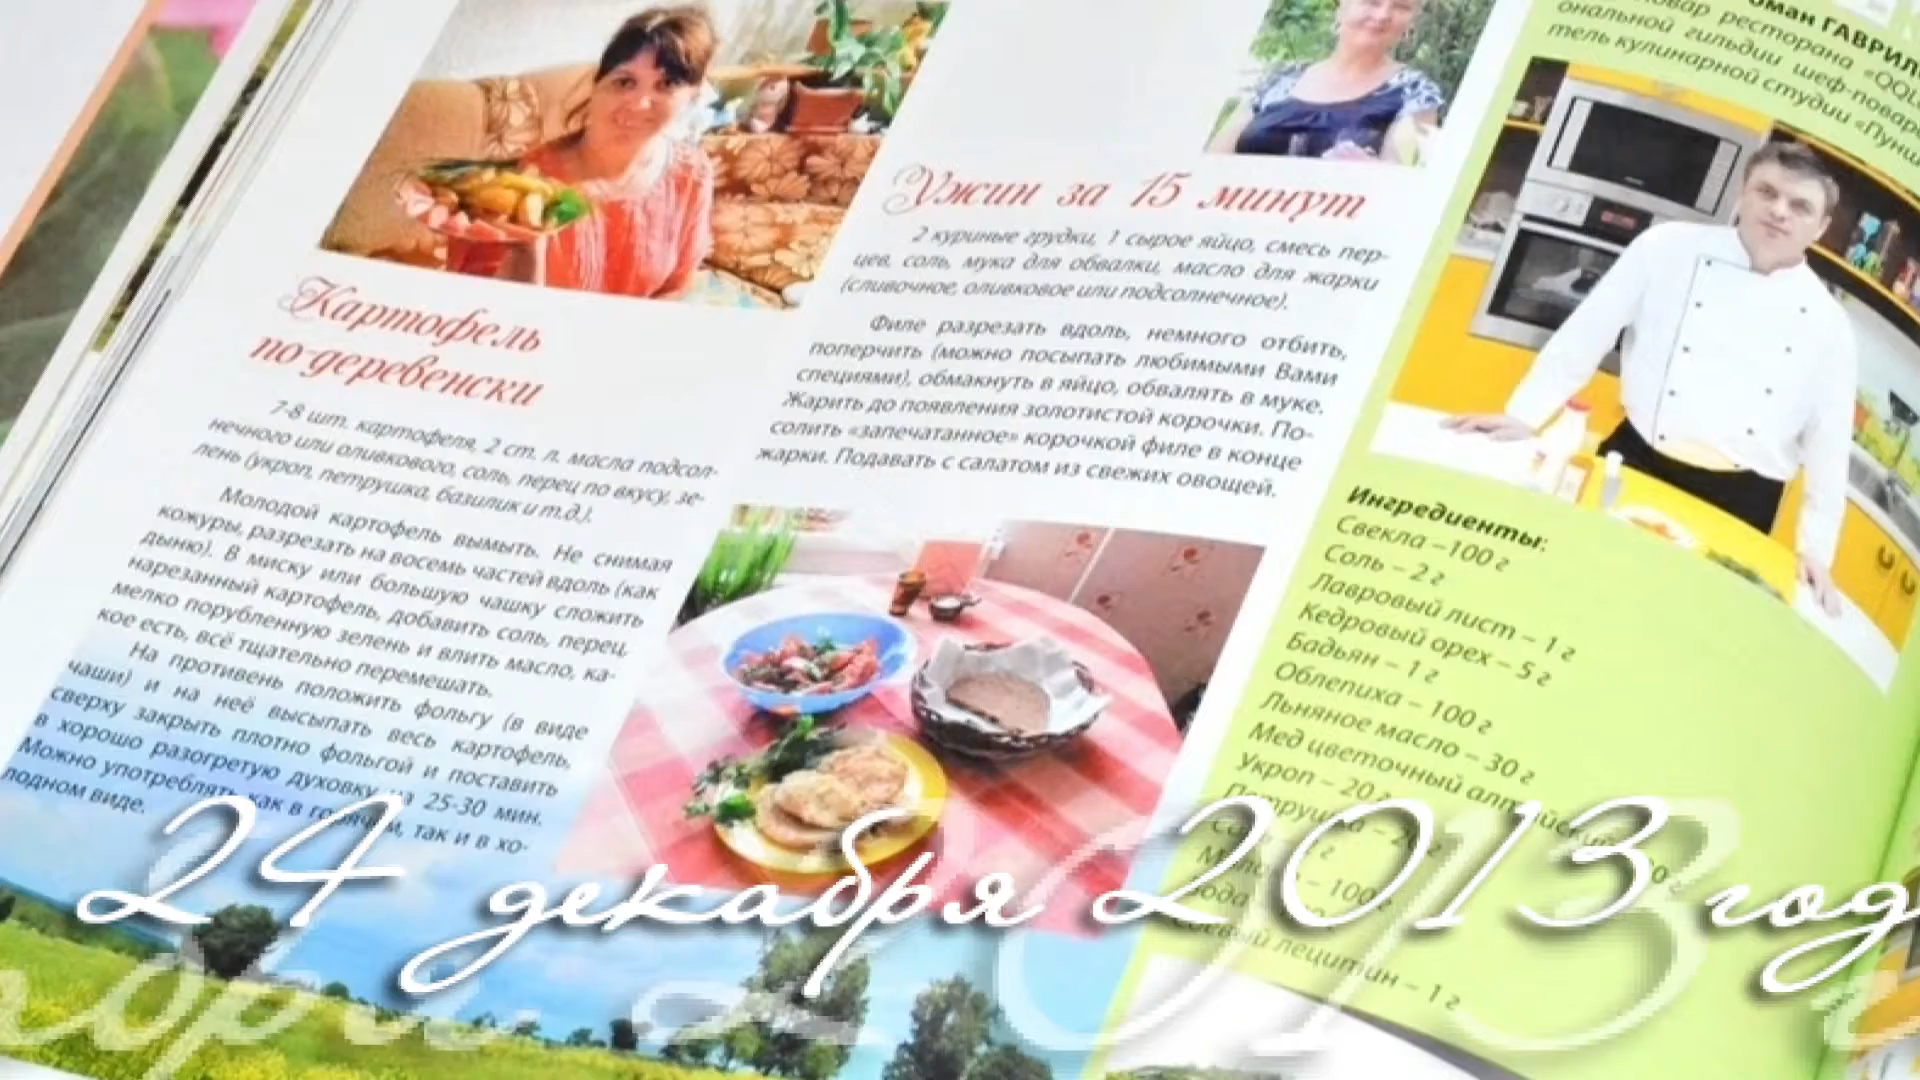 Картофель
по-деревенски
7-8 шт. картофеля, 2 ст. л. масла подсол-
нечного или оливкового, соль, перец по вкусу, зе-
лень (укроп, петрушка, базилик и т.д.).
Молодой картофель вымыть. Не снимая
кожуры, разрезать на восемь частей вдоль (как
дыню). В миску или большую чашку сложить
нарезанный картофель, добавить соль, перец,
мелко порубленную зелень и влить масло, ка-
кое есть, всё тщательно перемешать.
На противень положить фольгу (в виде
чаши) и на неё высыпать весь картофель,
сверху закрыть плотно фольгой и поставить
в хорошо разогретую духовку на 25-30 мин.
Можно употреблять как в горячем, так и в хо-
лодном виде.
Ужин за 15 минут
2 куриные грудки, 1 сырое яйцо, смесь пер-
цев, соль, мука для обвалки, масло для жарки
(сливочное, оливковое или подсолнечное).
Филе разрезать вдоль, немного отбить,
поперчить (можно посыпать любимыми Вами
специями), обмакнуть в яйцо, обвалять в муке.
Жарить до появления золотистой корочки. По-
солить «запечатанное» корочкой филе в конце
жарки. Подавать с салатом из свежих овощей.
ГАВРИЛ
повар ресторана «QQL
ональной гильдии шеф-повар
тель кулинарной студии «Пунш
Ингредиенты:
Свекла –100 г
Соль – 2 г
Лавровый лист – 1 г
Кедровый орех – 5 г
Бадьян – 1 г
Облепиха – 100 г
Льняное масло – 30 г
Мед цветочный алтайский
Укроп – 20 г
Петрушка –
– 100 г
лецитин – 1 г
24 декабря 2013 год